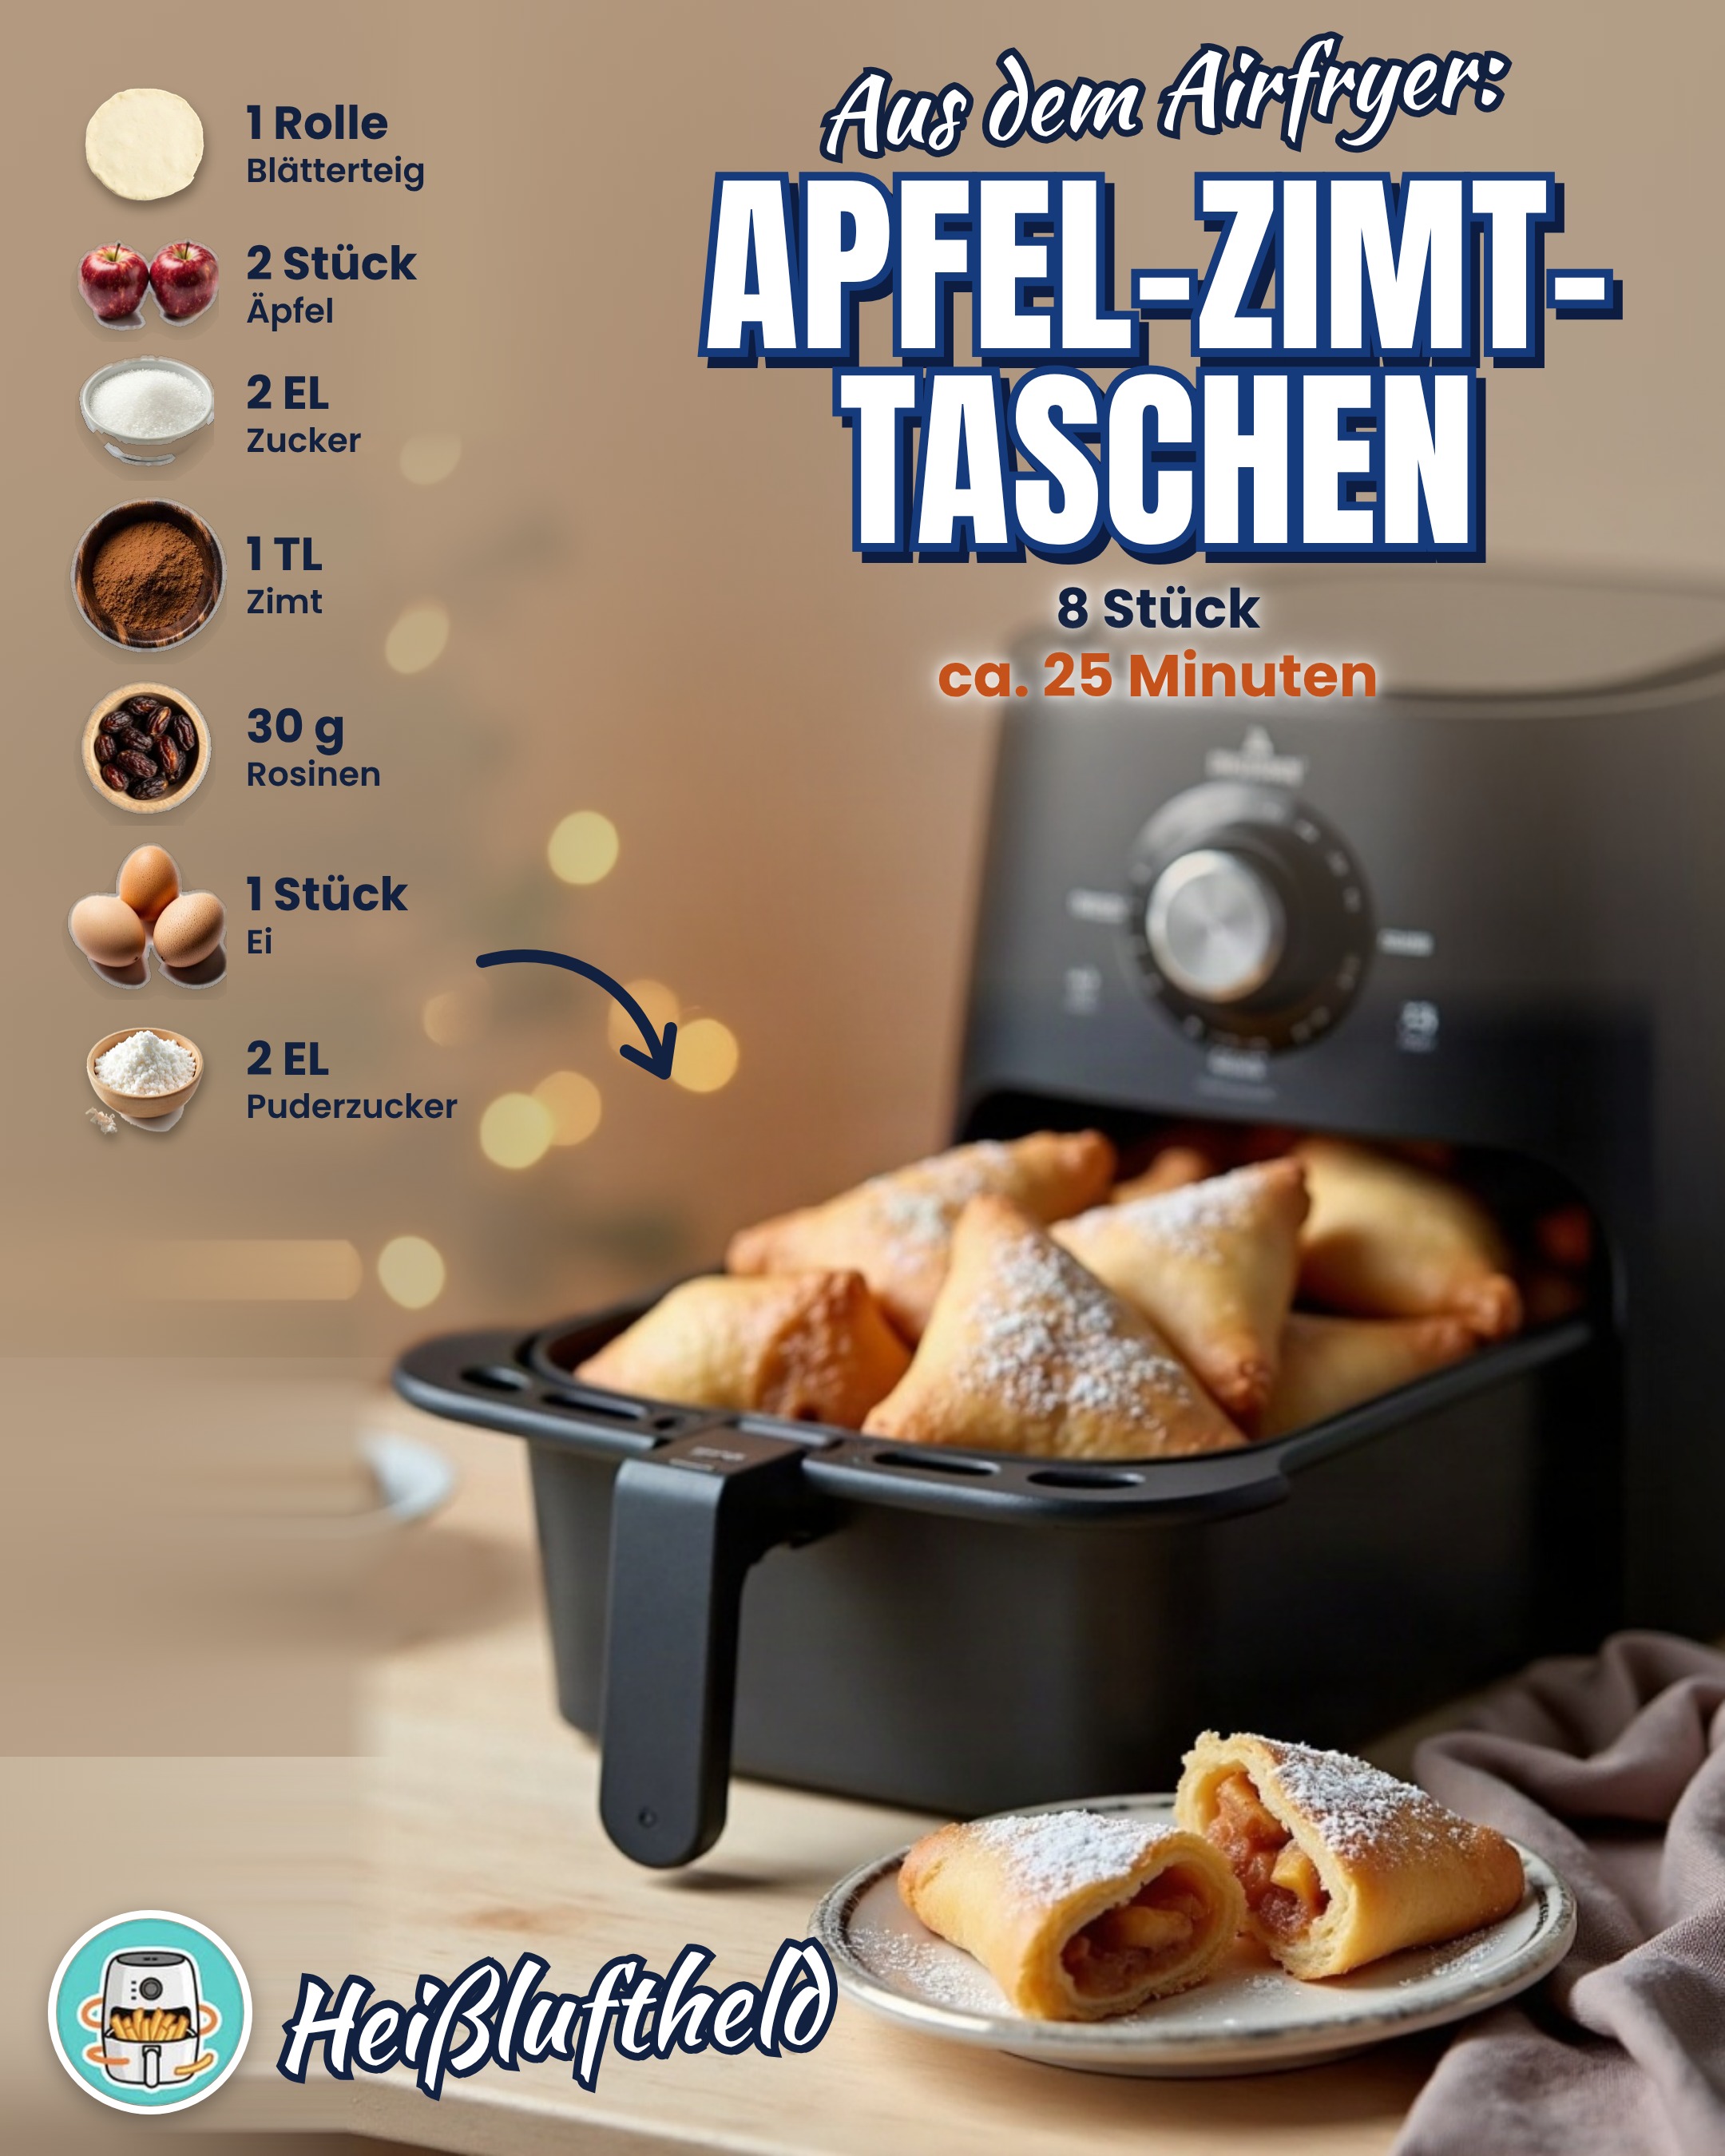 Aus dem Airfryer:
APFEL-ZIMT-
TASCHEN
8 Stück
ca. 25 Minuten
1 Rolle
Blätterteig
2 Stück
Äpfel
2 EL
Zucker
1 TL
Zimt
30 g
Rosinen
1 Stück
Ei
2 EL
Puderzucker
Heißluftheld